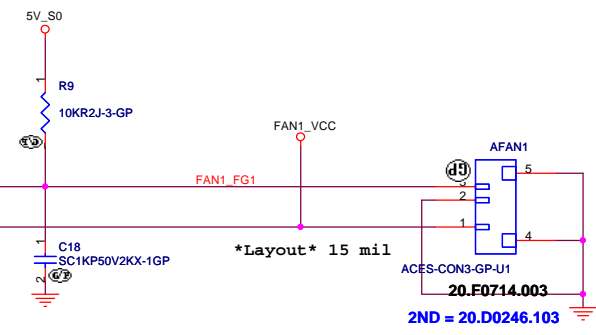 5V_S0
1
R9
10KR2J-3-GP
FAN1_VCC
AFAN1
GP
5
3
FAN1_FG1
2
1
1
C18
SC1KP50V2KX-1GP
*Layout* 15 mil
4
2
ACES-CON3-GP-U1
20.F0714.003
2ND = 20.D0246.103